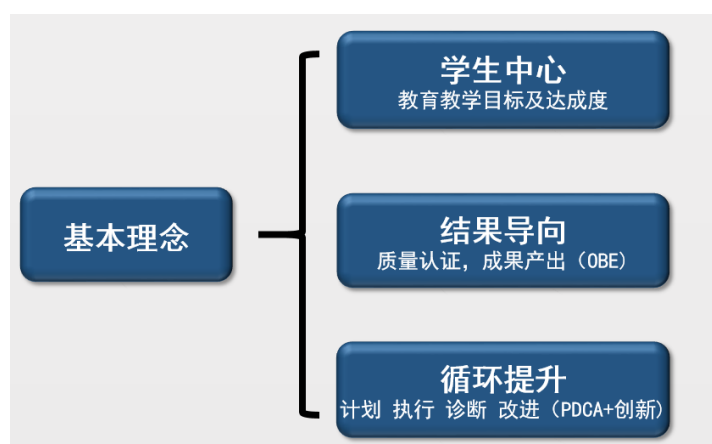 学生中心
教育教学目标及达成度
基本理念
结果导向
质量认证，成果产出（OBE）
循环提升
计划 执行 诊断 改进（PDCA+创新）